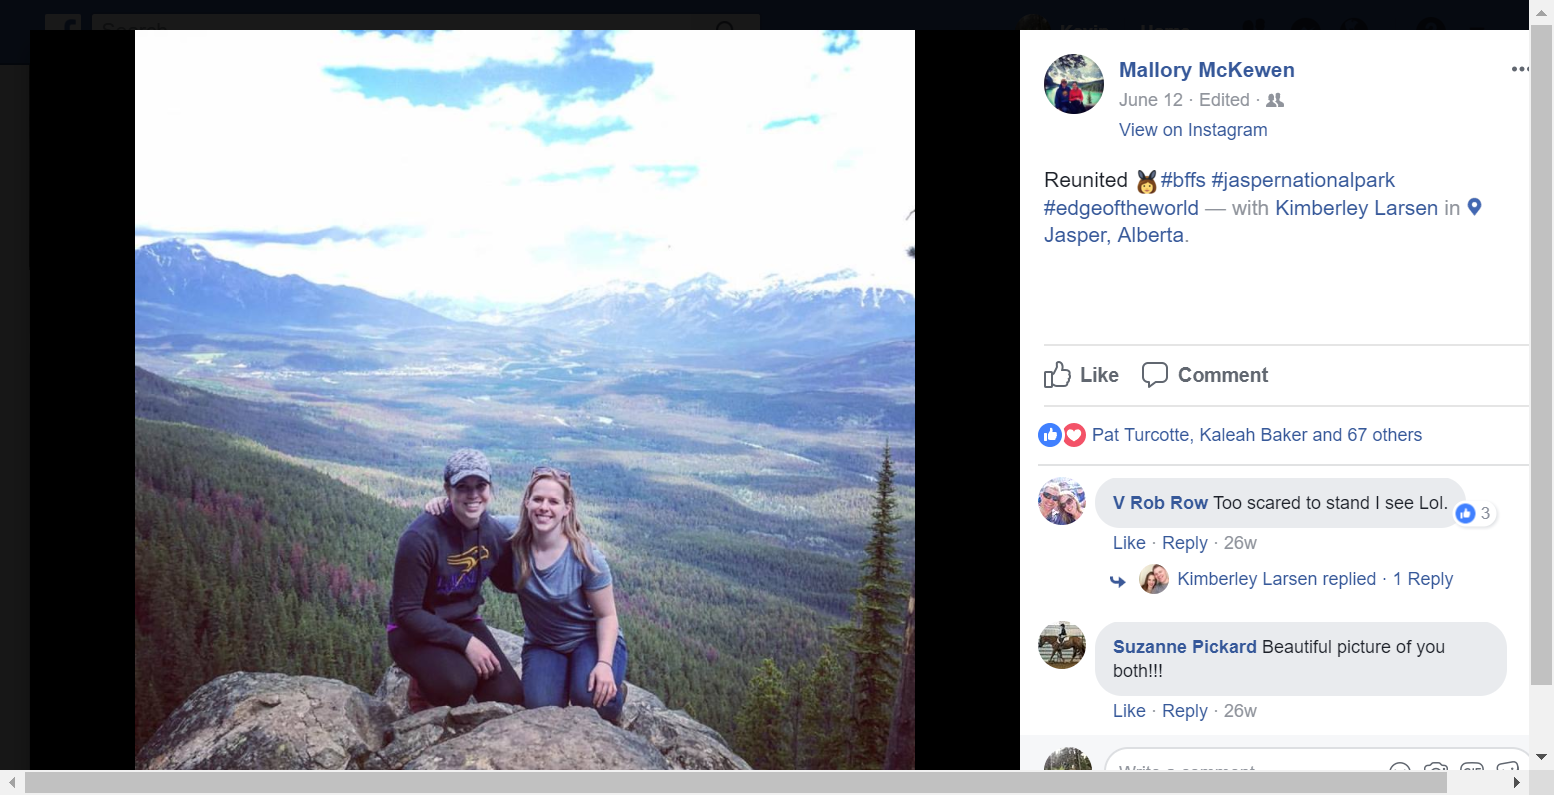 Mallory McKewen
June 12 · Edited ·
View on Instagram
Reunited #bffs #jaspernationalpark
#edgeoftheworld — with Kimberley Larsen in
Jasper, Alberta.
Like Comment
Pat Turcotte, Kaleah Baker and 67 others
V Rob Row Too scared to stand I see Lol.
3
Like · Reply · 26w
Kimberley Larsen replied · 1 Reply
Suzanne Pickard Beautiful picture of you
both!!!
Like · Reply · 26w
Write a comment